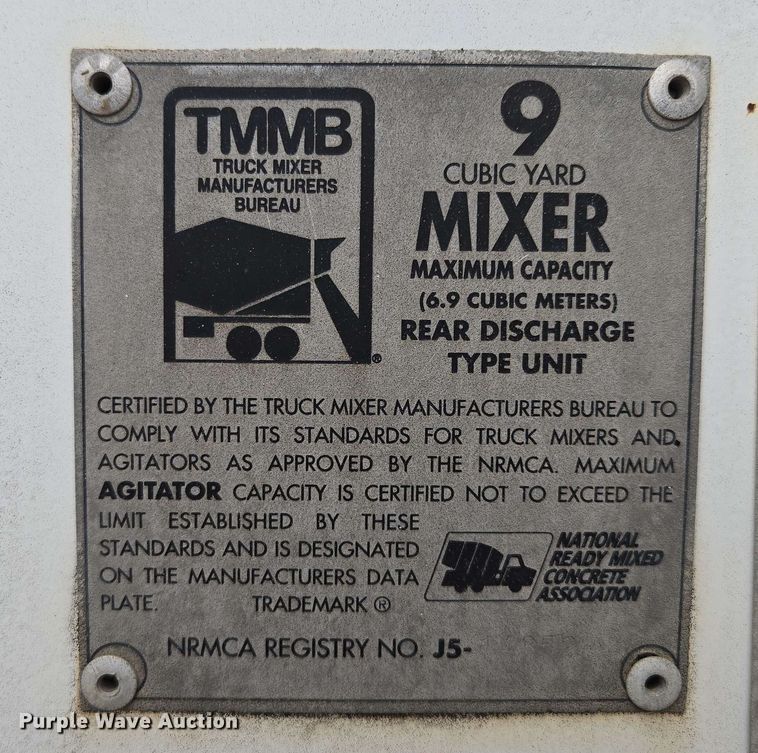 TMMB
TRUCK MIXER
MANUFACTURERS
BUREAU
®
9
CUBIC YARD
MIXER
MAXIMUM CAPACITY
(6.9 CUBIC METERS)
REAR DISCHARGE
TYPE UNIT
CERTIFIED BY THE TRUCK MIXER MANUFACTURERS BUREAU TO
COMPLY WITH ITS STANDARDS FOR TRUCK MIXERS AND
AGITATORS AS APPROVED BY THE NRMCA. MAXIMUM
AGITATOR CAPACITY IS CERTIFIED NOT TO EXCEED THE
LIMIT ESTABLISHED BY THESE
STANDARDS AND IS DESIGNATED
ON THE MANUFACTURERS DATA
PLATE. TRADEMARK ®
NATIONAL
READY MIXED
CONCRETE
ASSOCIATION
NRMCA REGISTRY NO. J5-
Purple Wave Auction